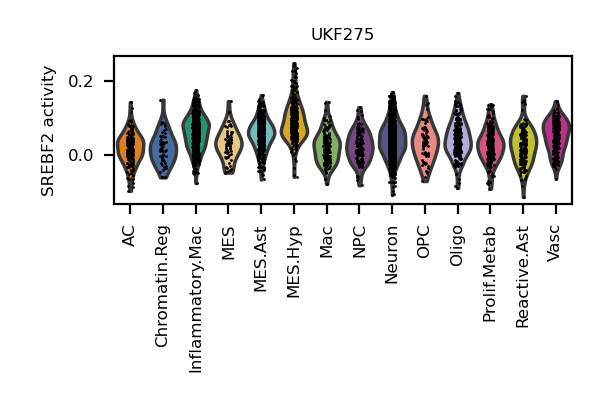 UKF275
SREBF2 activity
0.2
0.0
AC
Chromatin.Reg
Inflammatory.Mac
MES
MES.Ast
MES.Hyp
Mac
NPC
Neuron
OPC
Oligo
Prolif.Metab
Reactive.Ast
Vasc